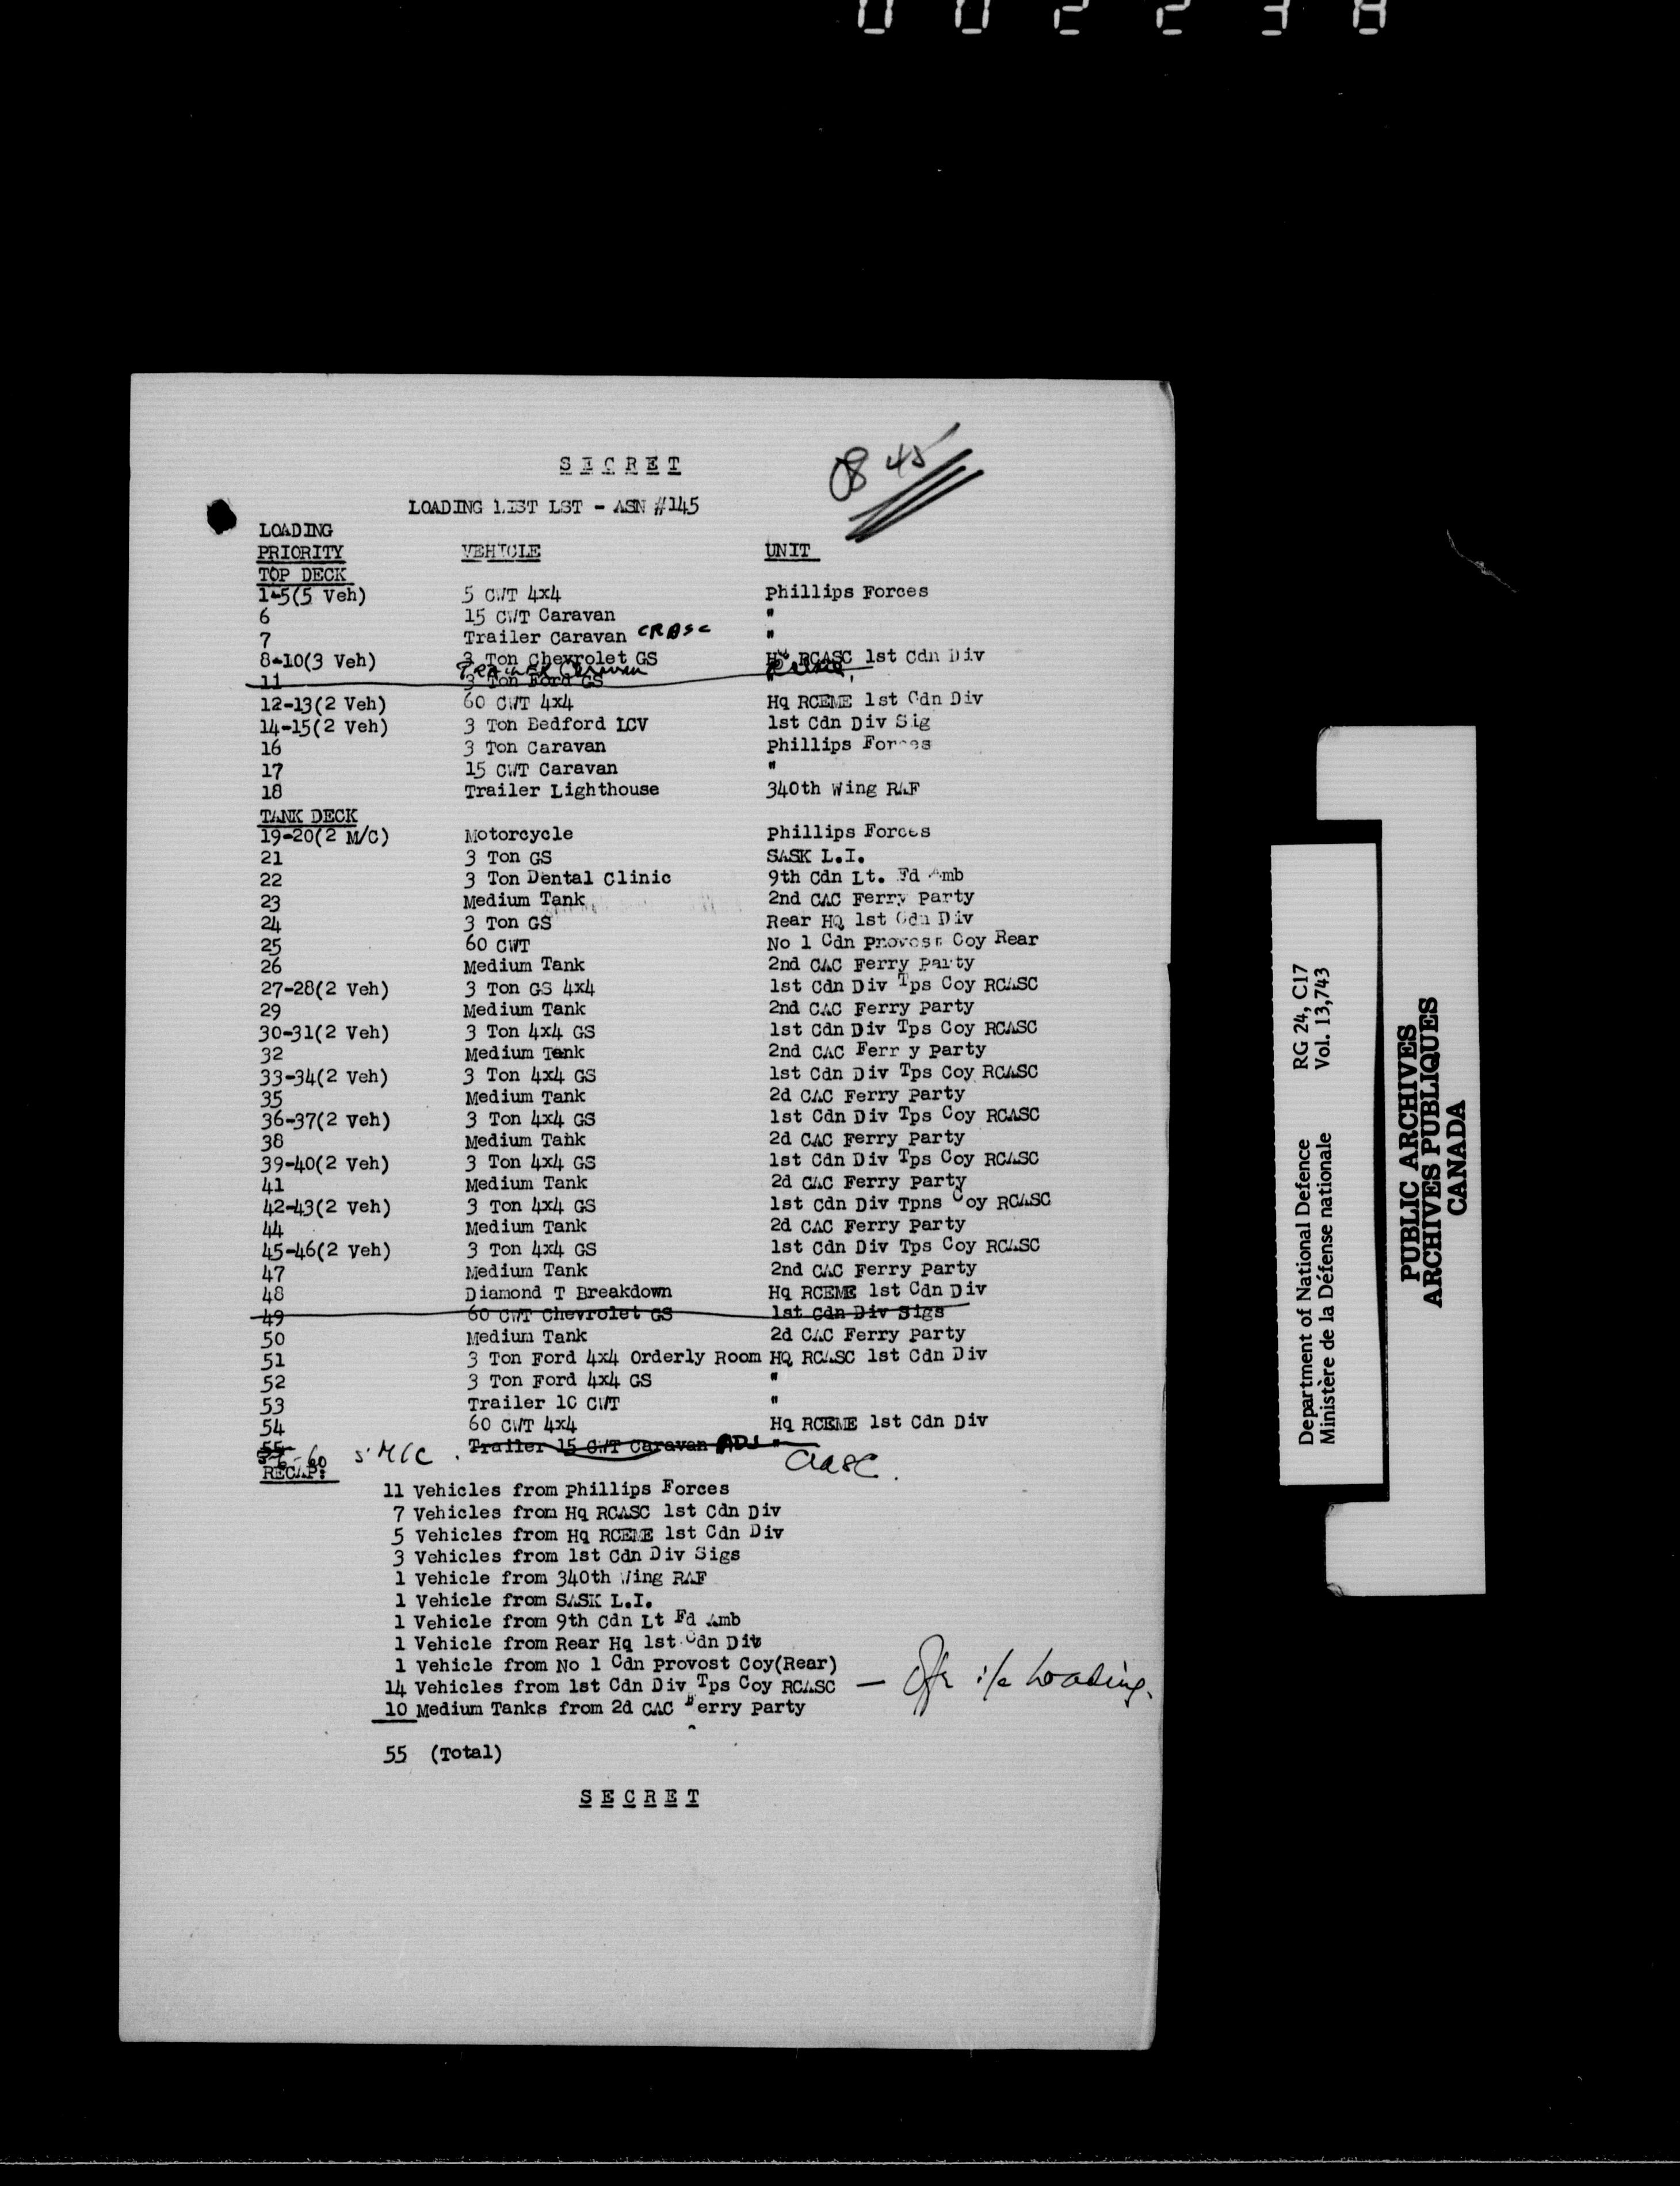 002238
SECRET
08 45
LOADING LIST LST - ASN #145
LOADING
PRIORITY VEHICLE UNIT
TOP DECK
1-5(5 Veh) 5 CWT 4x4 Phillips Forces
6 15 CWT Caravan "
7 Trailer Caravan CRASC "
8-10(3 Veh) 3 Ton Chevrolet GS Hq RCASC 1st Cdn Div
TRAILER Caravan
11 3 Ton Ford GS "
12-13(2 Veh) 60 CWT 4x4 Hq RCEME 1st Cdn Div
14-15(2 Veh) 3 Ton Bedford LCV 1st Cdn Div Sig
16 3 Ton Caravan Phillips Forces
17 15 CWT Caravan "
18 Trailer Lighthouse 340th Wing RAF
TANK DECK
19-20(2 M/C) Motorcycle Phillips Forces
21 3 Ton GS SASK L.I.
22 3 Ton Dental Clinic 9th Cdn Lt. Fd Amb
23 Medium Tank 2nd CAC Ferry Party
24 3 Ton GS Rear HQ 1st Cdn Div
25 60 CWT No 1 Cdn Provost Coy Rear
26 Medium Tank 2nd CAC Ferry Party
27-28(2 Veh) 3 Ton GS 4x4 1st Cdn Div Tps Coy RCASC
29 Medium Tank 2nd CAC Ferry Party
30-31(2 Veh) 3 Ton 4x4 GS 1st Cdn Div Tps Coy RCASC
32 Medium Tank 2nd CAC Ferr y Party
33-34(2 Veh) 3 Ton 4x4 GS 1st Cdn Div Tps Coy RCASC
35 Medium Tank 2d CAC Ferry Party
36-37(2 Veh) 3 Ton 4x4 GS 1st Cdn Div Tps Coy RCASC
38 Medium Tank 2d CAC Ferry Party
39-40(2 Veh) 3 Ton 4x4 GS 1st Cdn Div Tps Coy RCASC
41 Medium Tank 2d CAC Ferry Party
42-43(2 Veh) 3 Ton 4x4 GS 1st Cdn Div Tpns Coy RCASC
44 Medium Tank 2d CAC Ferry Party
45-46(2 Veh) 3 Ton 4x4 GS 1st Cdn Div Tps Coy RCASC
47 Medium Tank 2nd CAC Ferry Party
48 Diamond T Breakdown Hq RCEME 1st Cdn Div
49 60 CWT Chevrolet GS 1st Cdn Div Sigs
50 Medium Tank 2d CAC Ferry Party
51 3 Ton Ford 4x4 Orderly Room HQ RCASC 1st Cdn Div
52 3 Ton Ford 4x4 GS "
53 Trailer 10 CWT "
54 60 CWT 4x4 Hq RCEME 1st Cdn Div
55 Trailer 15 CWT Caravan ADJ "
56-60 5 M/C . CRASC.
RECAP:
11 Vehicles from Phillips Forces
7 Vehicles from Hq RCASC 1st Cdn Div
5 Vehicles from Hq RCEME 1st Cdn Div
3 Vehicles from 1st Cdn Div Sigs
1 Vehicle from 340th Wing RAF
1 Vehicle from SASK L.I.
1 Vehicle from 9th Cdn Lt Fd Amb
1 Vehicle from Rear Hq 1st Cdn Div
1 Vehicle from No 1 Cdn Provost Coy(Rear)
14 Vehicles from 1st Cdn Div Tps Coy RCASC — Offr i/c Loading.
10 Medium Tanks from 2d CAC Ferry Party
55 (Total)
SECRET
Department of National Defence RG 24, C17
Ministère de la Défense nationale Vol. 13,743
PUBLIC ARCHIVES
ARCHIVES PUBLIQUES
CANADA